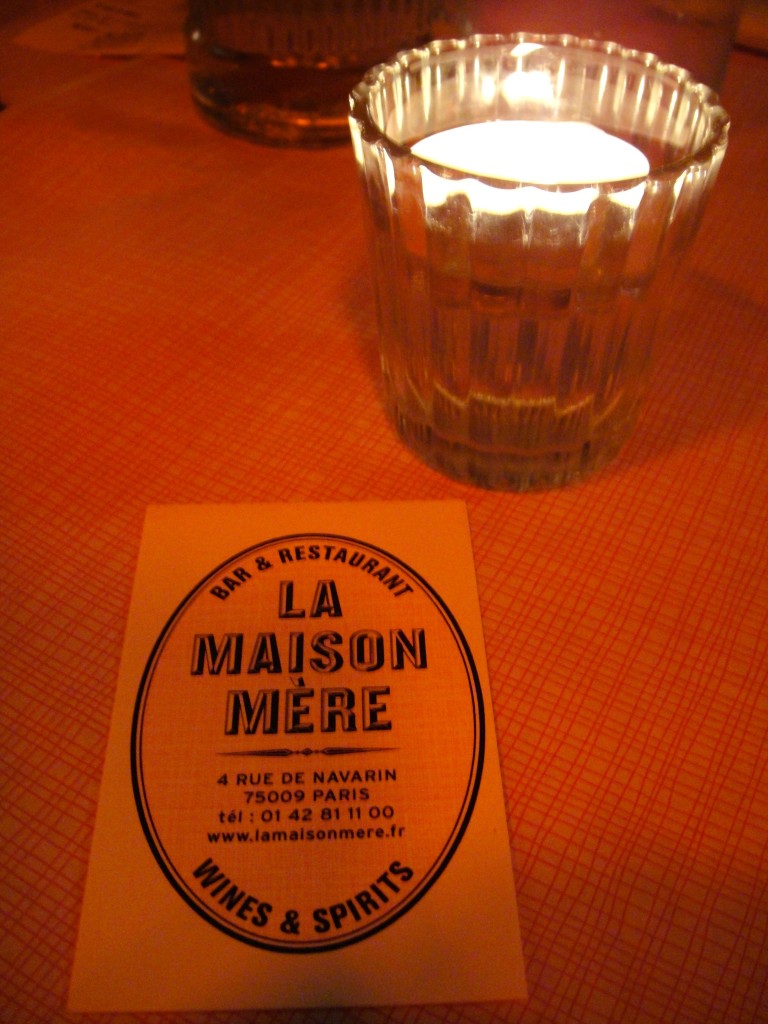 BAR & RESTAURANT
LA
MAISON
MÈRE
4 RUE DE NAVARIN
75009 PARIS
tél : 01 42 81 11 00
www.lamaisonmere.fr
WINES & SPIRITS